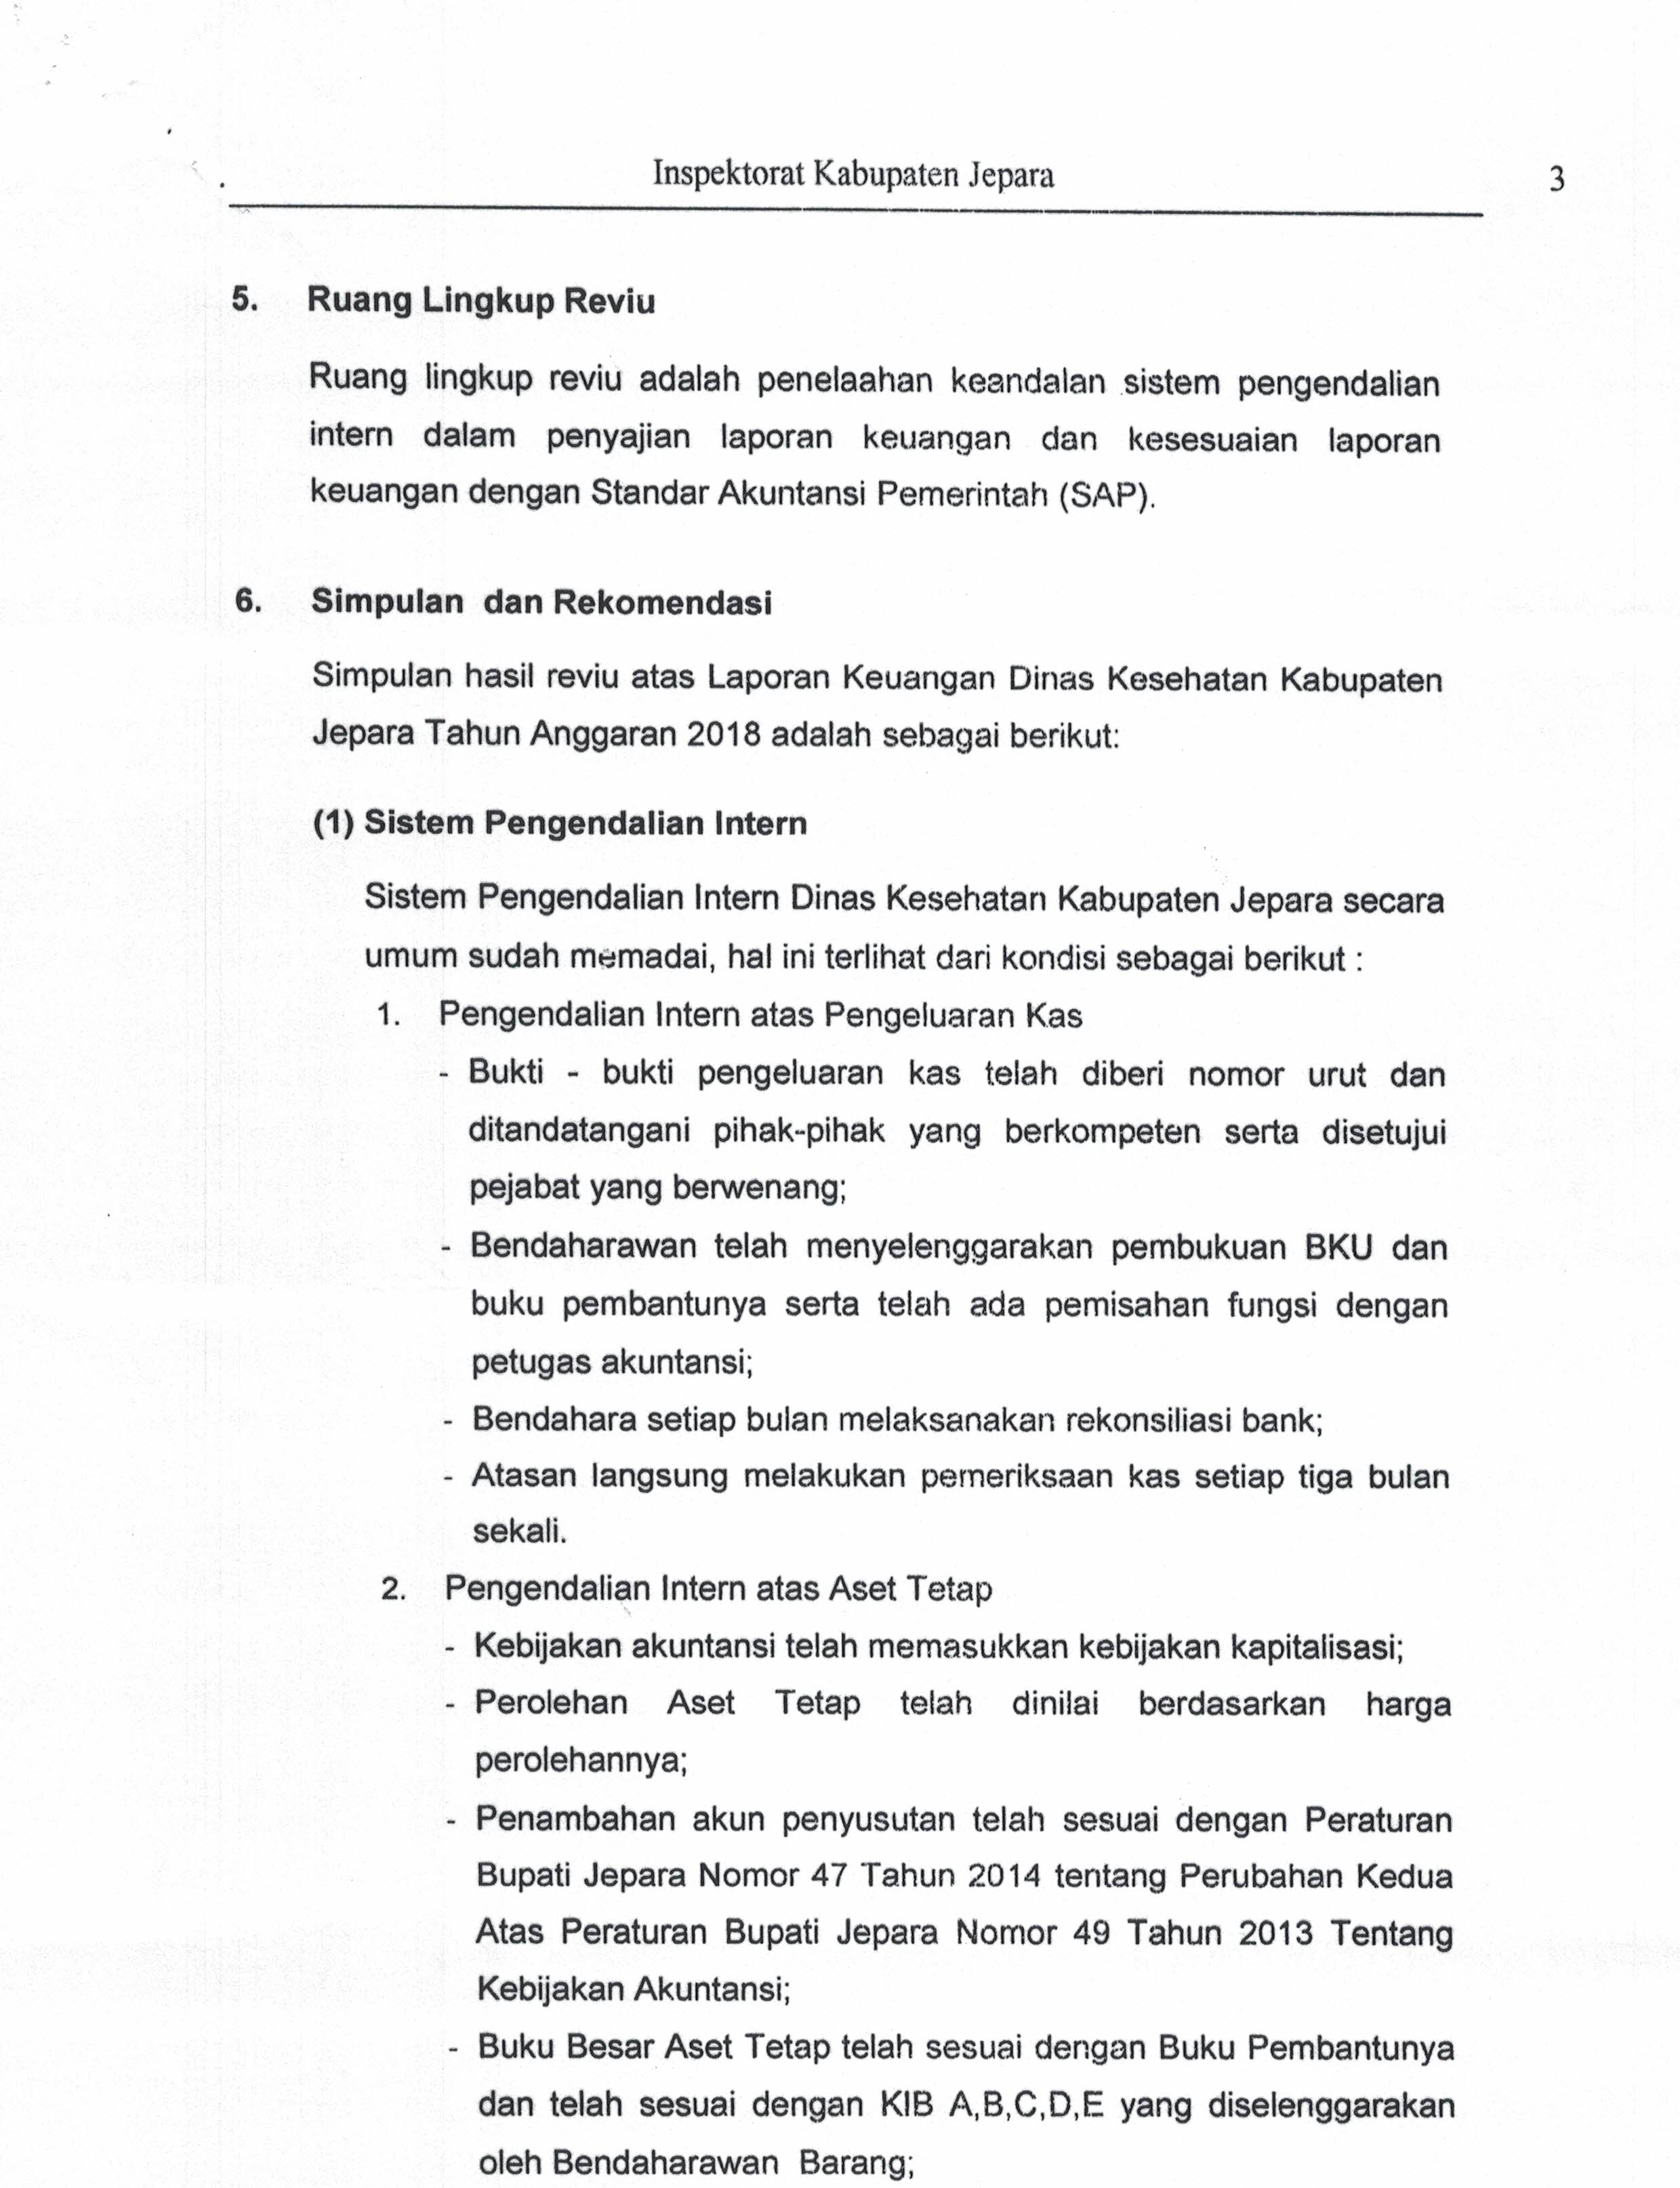 Inspektorat Kabupaten Jepara 3
5. Ruang Lingkup Reviu
Ruang lingkup reviu adalah penelaahan keandalan sistem pengendalian
intern dalam penyajian laporan keuangan dan kesesuaian laporan
keuangan dengan Standar Akuntansi Pemerintah (SAP).
6. Simpulan dan Rekomendasi
Simpulan hasil reviu atas Laporan Keuangan Dinas Kesehatan Kabupaten
Jepara Tahun Anggaran 2018 adalah sebagai berikut:
(1) Sistem Pengendalian Intern
Sistem Pengendalian Intern Dinas Kesehatan Kabupaten Jepara secara
umum sudah memadai, hal ini terlihat dari kondisi sebagai berikut :
1. Pengendalian Intern atas Pengeluaran Kas
- Bukti - bukti pengeluaran kas telah diberi nomor urut dan
ditandatangani pihak-pihak yang berkompeten serta disetujui
pejabat yang berwenang;
- Bendaharawan telah menyelenggarakan pembukuan BKU dan
buku pembantunya serta telah ada pemisahan fungsi dengan
petugas akuntansi;
- Bendahara setiap bulan melaksanakan rekonsiliasi bank;
- Atasan langsung melakukan pemeriksaan kas setiap tiga bulan
sekali.
2. Pengendalian Intern atas Aset Tetap
- Kebijakan akuntansi telah memasukkan kebijakan kapitalisasi;
- Perolehan Aset Tetap telah dinilai berdasarkan harga
perolehannya;
- Penambahan akun penyusutan telah sesuai dengan Peraturan
Bupati Jepara Nomor 47 Tahun 2014 tentang Perubahan Kedua
Atas Peraturan Bupati Jepara Nomor 49 Tahun 2013 Tentang
Kebijakan Akuntansi;
- Buku Besar Aset Tetap telah sesuai dengan Buku Pembantunya
dan telah sesuai dengan KIB A,B,C,D,E yang diselenggarakan
oleh Bendaharawan Barang;